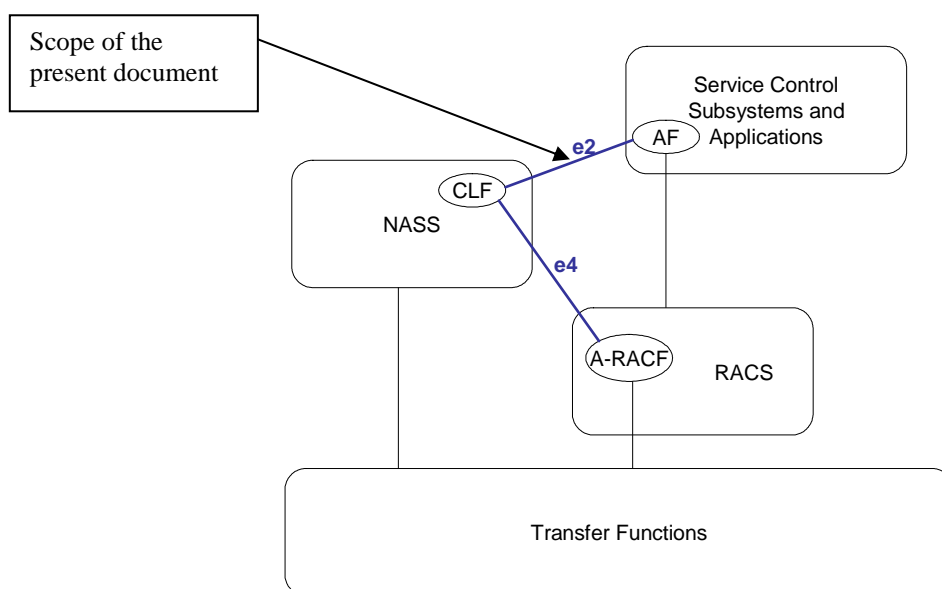 Scope of the
present document
Service Control
Subsystems and
Applications
AF
e2
CLF
NASS
e4
A-RACF
RACS
Transfer Functions